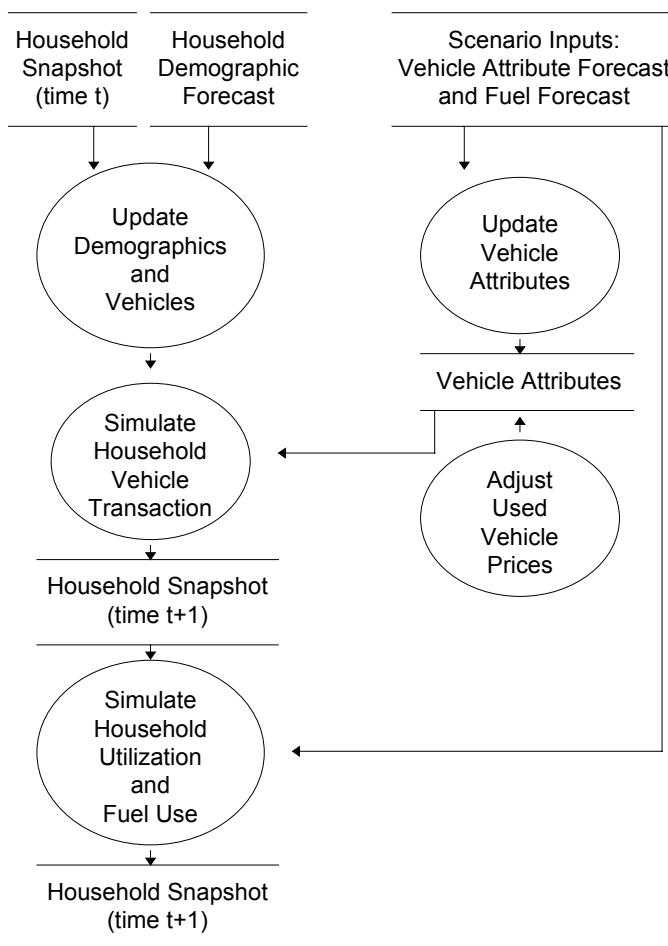 Household
Snapshot
(time t)
Household
Demographic
Forecast
Scenario Inputs:
Vehicle Attribute Forecast
and Fuel Forecast
Update
Demographics
and
Vehicles
Update
Vehicle
Attributes
Vehicle Attributes
Simulate
Household
Vehicle
Transaction
Adjust
Used
Vehicle
Prices
Household Snapshot
(time t+1)
Simulate
Household
Utilization
and
Fuel Use
Household Snapshot
(time t+1)